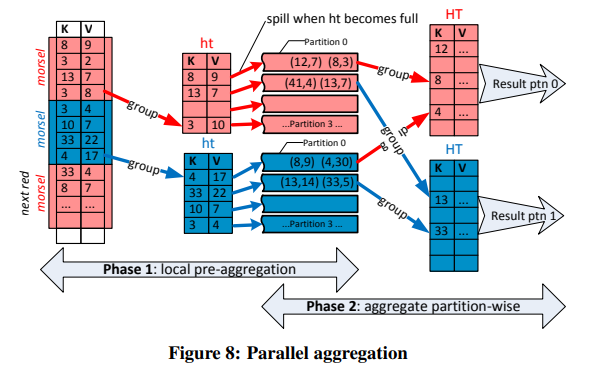 K V
8 9
3 2
13 7
3 8
3 4
10 7
33 22
4 17
33 4
8 7
... ...
morsel
morsel
morsel
next red
group
group
ht
K V
8 9
13 7
3 10
ht
4 17
33 22
10 7
3 4
spill when ht becomes full
Partition 0
(12,7) (8,3)
(41,4) (13,7)
...Partition 3 ...
Partition 0
(8,9) (4,30)
(13,14) (33,5)
...Partition 3 ...
group
group
group
HT
K V
12 ...
8 ...
4 ...
Result ptn 0
HT
K V
13 ...
33 ...
Result ptn 1
Phase 1: local pre-aggregation
Phase 2: aggregate partition-wise
Figure 8: Parallel aggregation